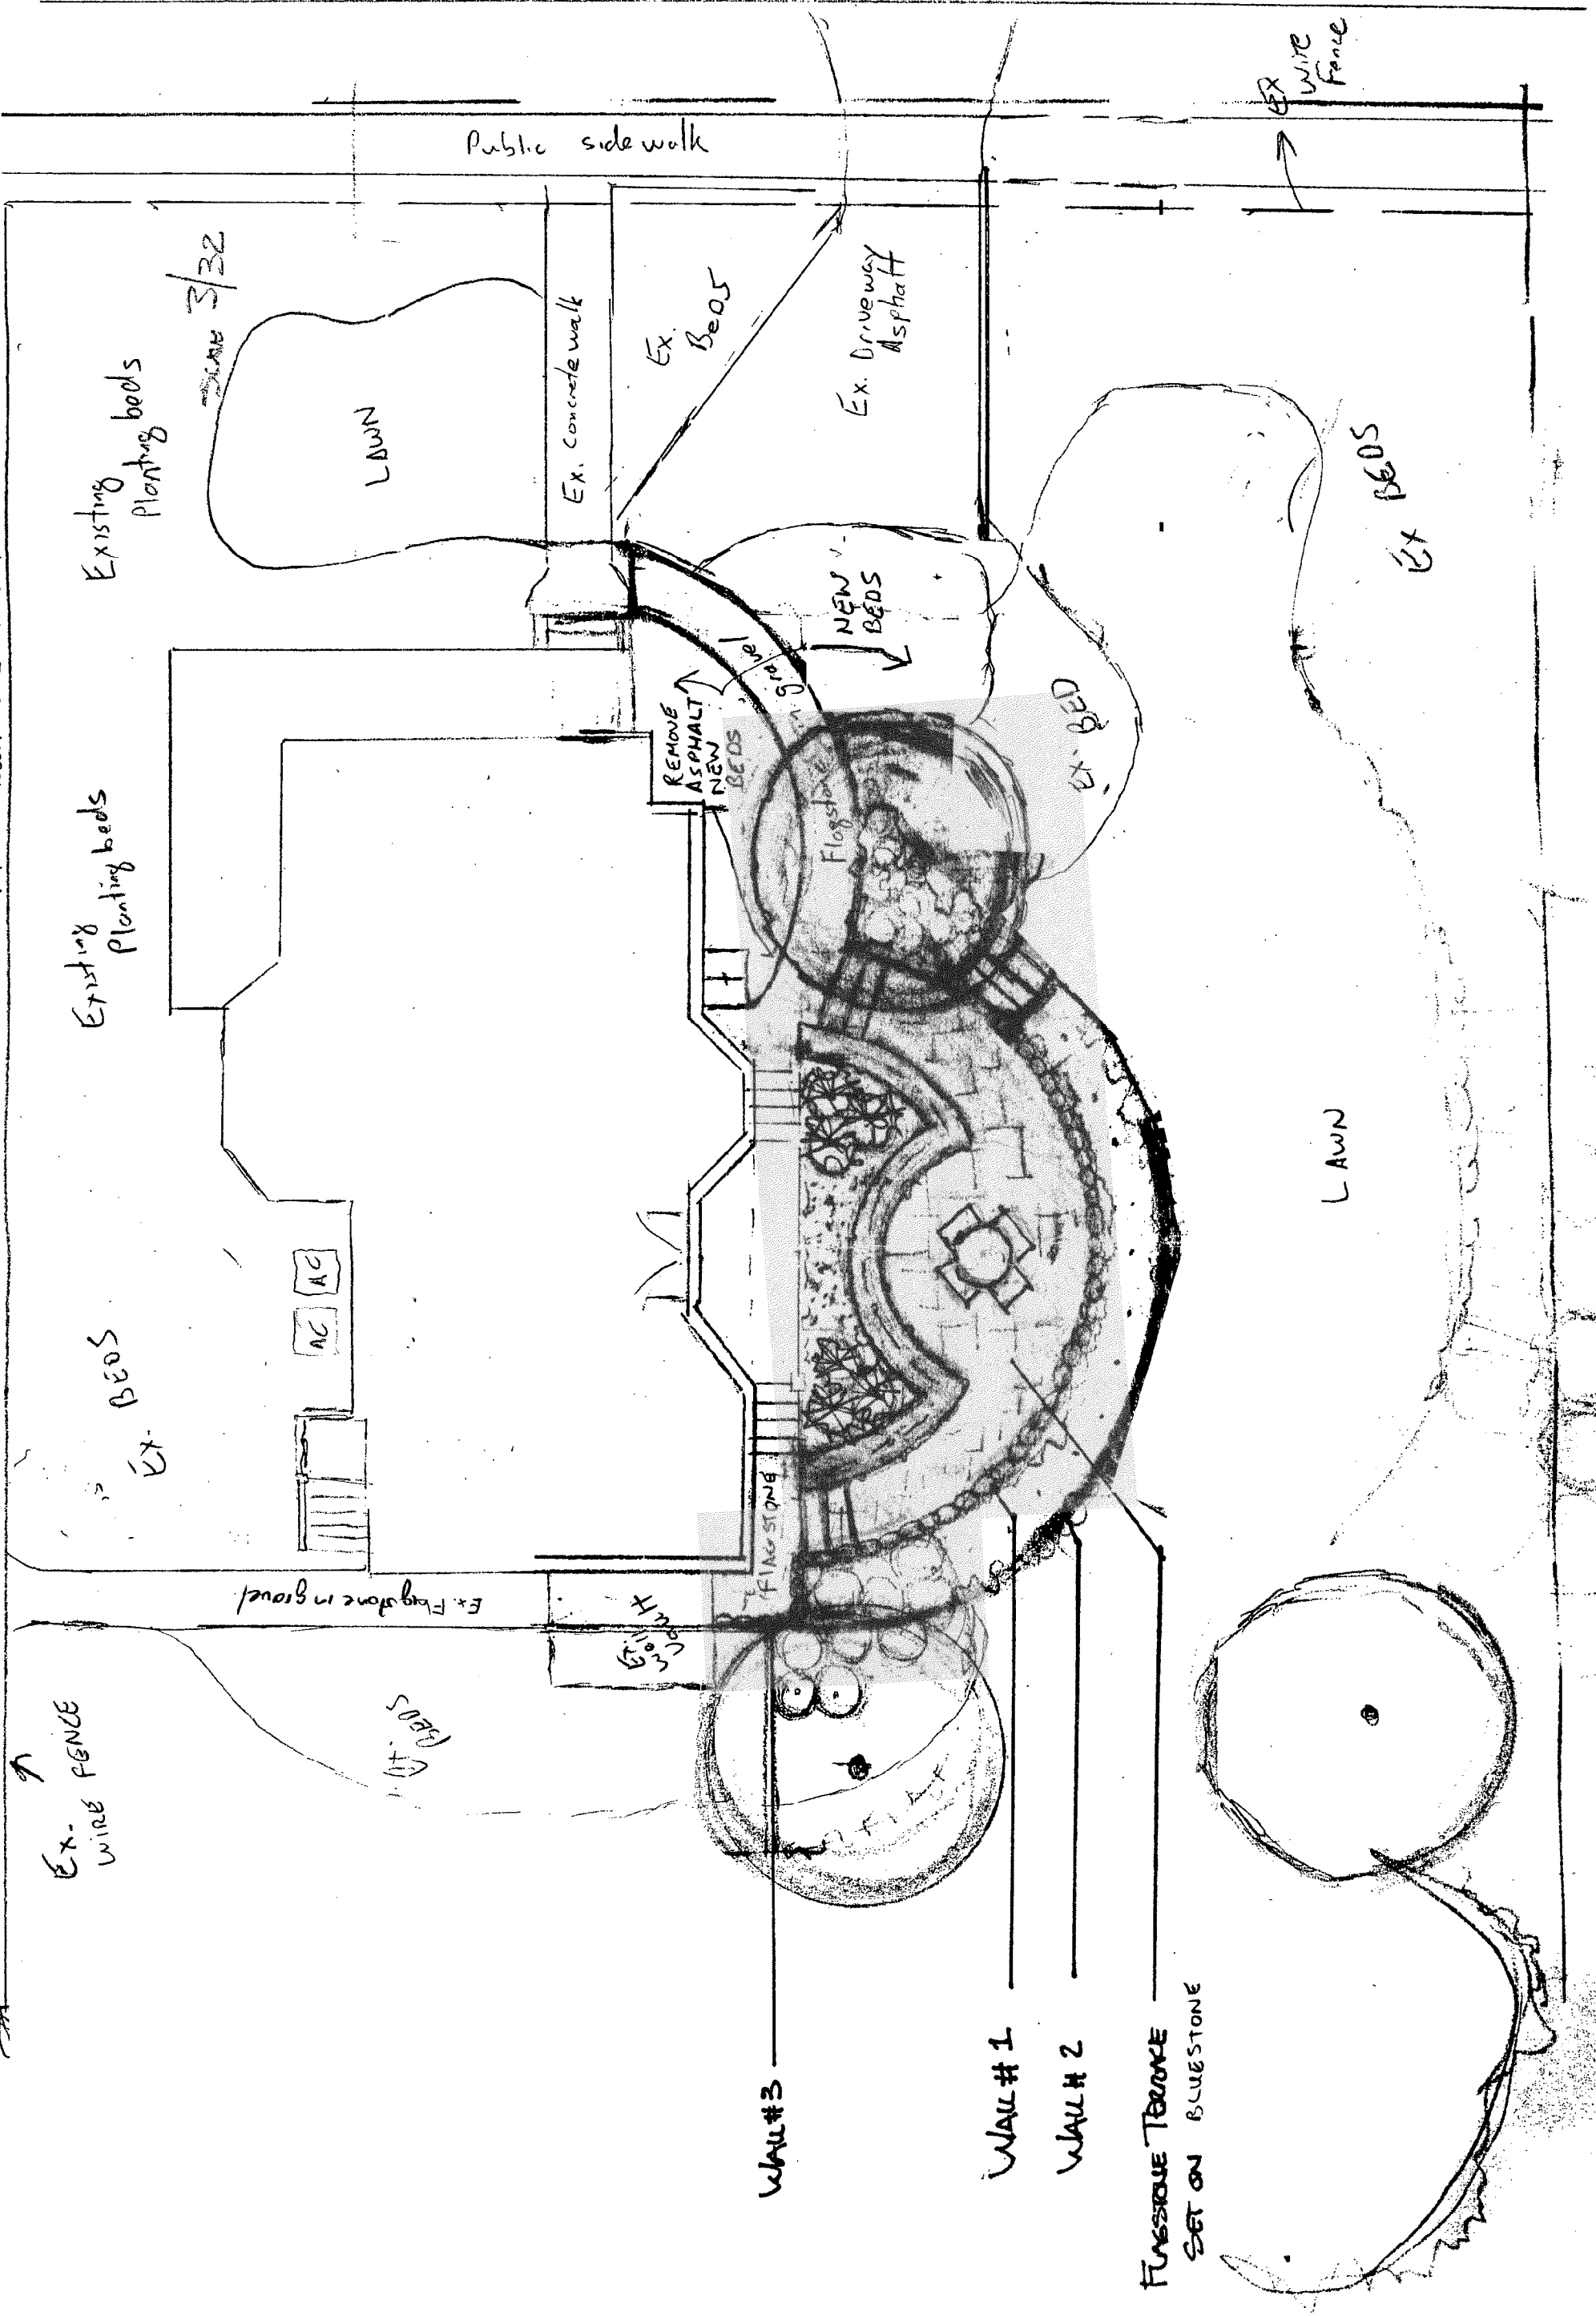 Public sidewalk
Ex
Wire
Fence
Scale 3/32
Existing
Planting beds
LAWN
Ex. Concrete walk
Ex.
BeDS
Ex. Driveway
Asphalt
Ex BEDS
NEW
BEDS
REMOVE
ASPHALT
NEW
BEDS
in gravel
Flagstone
EX. BED
Existing
Planting beds
LAWN
AC
AC
Ex. BEDS
FlAGSTONE
Ex. Flagstone in gravel
BEDS
Ex.
WIRE FENCE
WALL #3
WALL #1
WALL # 2
FLAGSTONE TERRACE
SET ON BLUESTONE